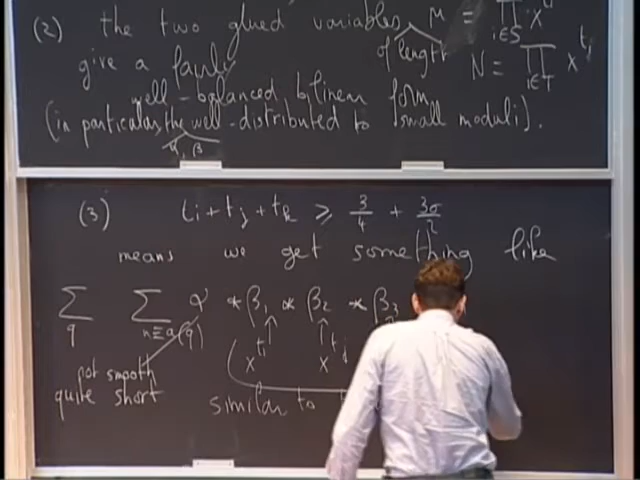 (2) the two glued variables M = ∏_{i∈S} x^{t_i}
of length N = ∏_{i∈T} x^{t_i}
give a fairly
well-balanced bilinear form
(in particular, the well-distributed to small moduli).
α, β
(3) t_i + t_j + t_k ≥ 3/4 + 3σ/2
means we get something like
∑_q ∑_{n≡a(q)} α * β_1 * β_2 * β_3
not smooth
quite short
(x^{t_i} x^{t_j}
similar to